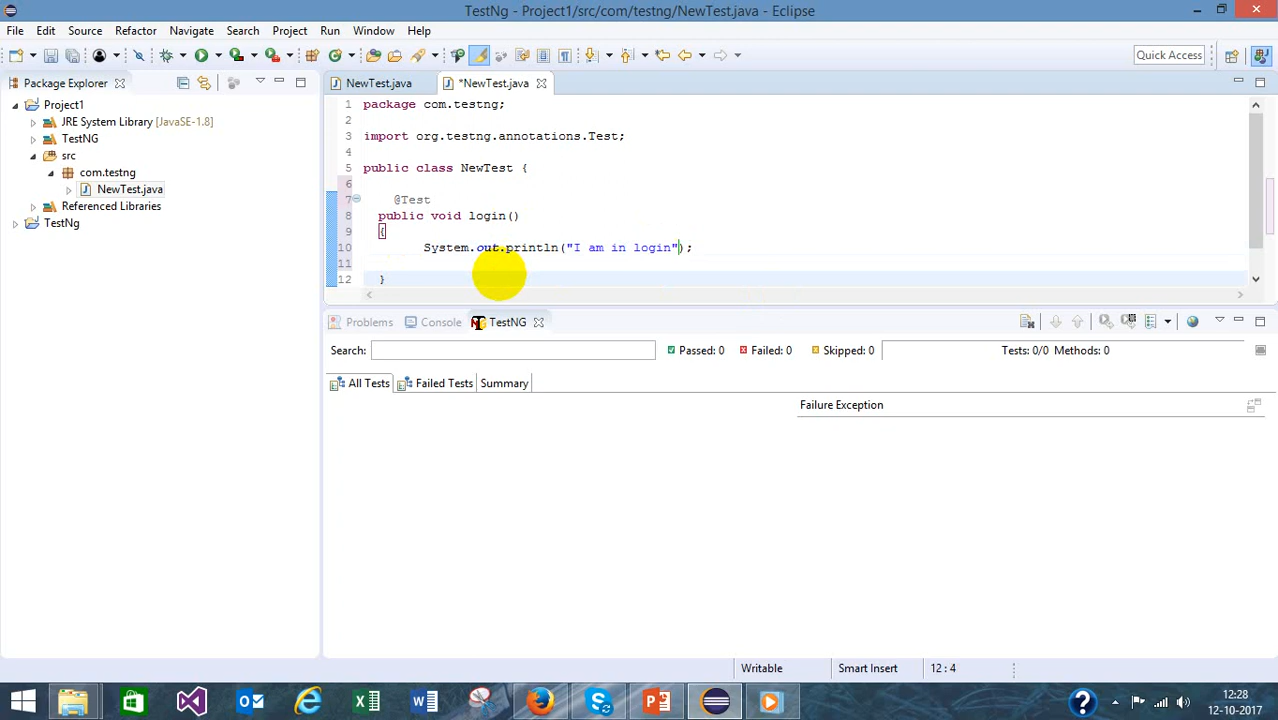 TestNg - Project1/src/com/testng/NewTest.java - Eclipse
File Edit Source Refactor Navigate Search Project Run Window Help
Quick Access
Package Explorer
NewTest.java
*NewTest.java
Project1
JRE System Library [JavaSE-1.8]
TestNG
src
com.testng
NewTest.java
Referenced Libraries
TestNg
1 package com.testng;
2
3 import org.testng.annotations.Test;
4
5 public class NewTest {
6
7 @Test
8 public void login()
9 {
10 System.out.println("I am in login");
11
12 }
Problems Console TestNG
Search: Passed: 0 Failed: 0 Skipped: 0 Tests: 0/0 Methods: 0
All Tests Failed Tests Summary
Failure Exception
Writable Smart Insert 12 : 4
12:28
12-10-2017